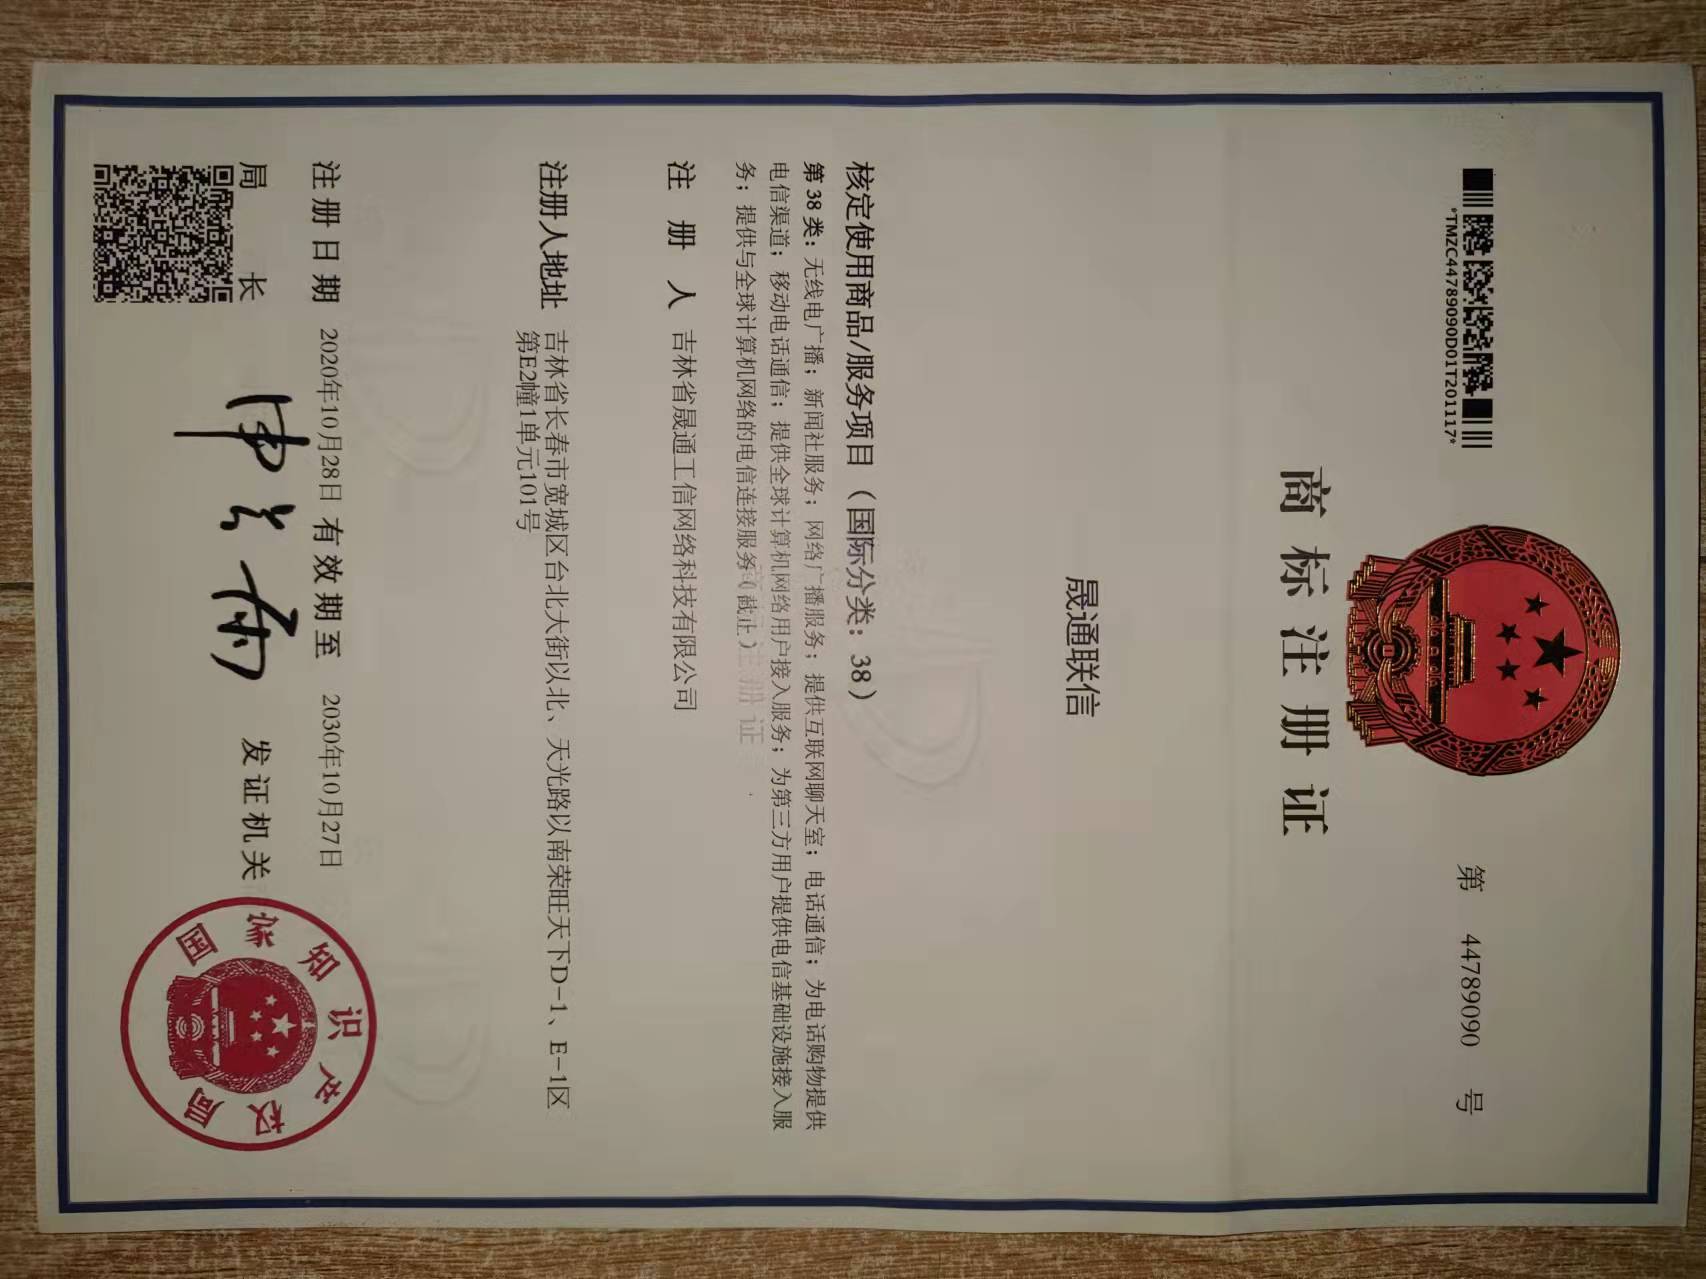 *TMZC44789090D01T201117*
第 44789090 号
商标注册证
晟通联信
核定使用商品/服务项目（国际分类：38）
第 38 类：无线电广播；新闻社服务；网络广播服务；提供互联网聊天室；电话通信；为电话购物提供
电信渠道；移动电话通信；提供全球计算机网络用户接入服务；为第三方用户提供电信基础设施接入服
务；提供与全球计算机网络的电信连接服务（截止）
注 册 人 吉林省晟通工信网络科技有限公司
注册人地址 吉林省长春市宽城区台北大街以北、天光路以南荣旺天下D-1、E-1区
第E2幢1单元101号
注册日期 2020年10月28日 有效期至 2030年10月27日
局 长 申长雨 发证机关
国家知识产权局